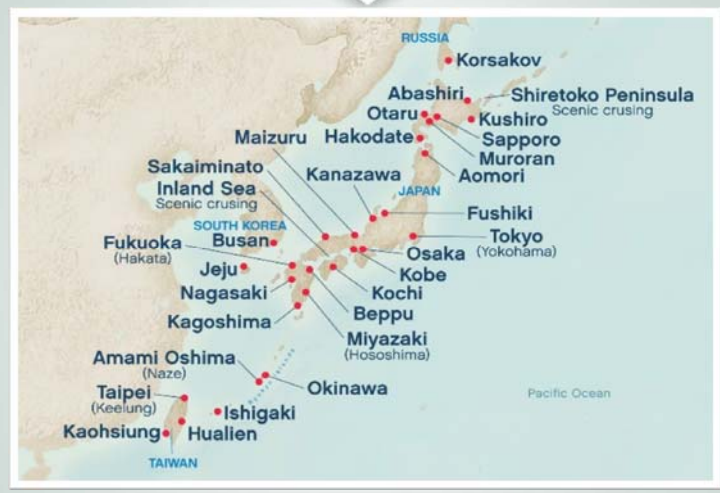 RUSSIA
Korsakov
Abashiri
Shiretoko Peninsula
Scenic crusing
Otaru
Kushiro
Maizuru
Hakodate
Sapporo
Muroran
Sakaiminato
Kanazawa
Aomori
Inland Sea
Scenic crusing
JAPAN
SOUTH KOREA
Fushiki
Fukuoka
(Hakata)
Busan
Tokyo
(Yokohama)
Osaka
Jeju
Kobe
Nagasaki
Kochi
Beppu
Kagoshima
Miyazaki
(Hososhima)
Amami Oshima
(Naze)
Okinawa
Taipei
(Keelung)
Pacific Ocean
Ishigaki
Kaohsiung
Hualien
TAIWAN